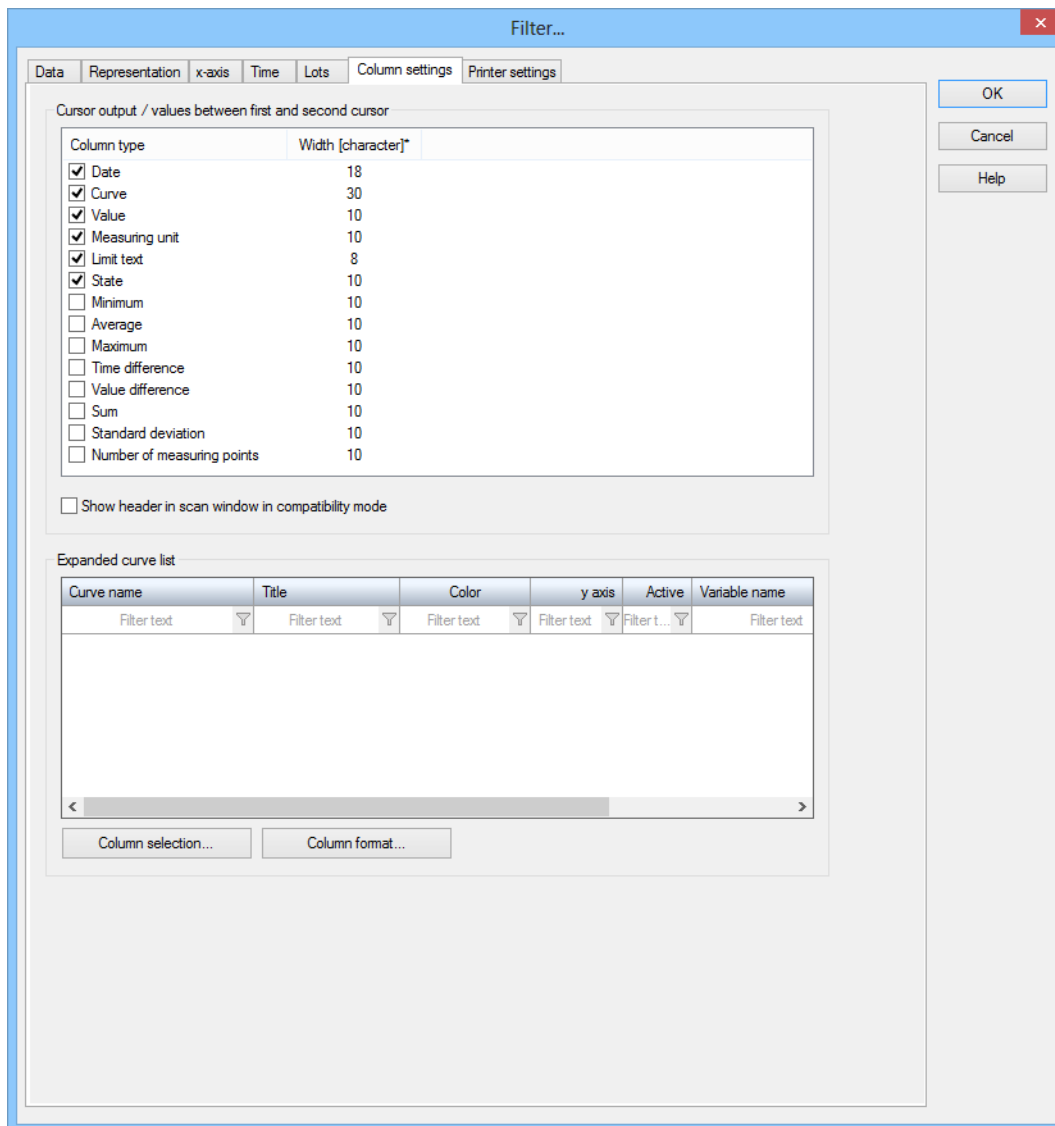 Filter...
Data Representation x-axis Time Lots Column settings Printer settings
OK
Cancel
Help
Cursor output / values between first and second cursor
Column type Width [character]*
Date 18
Curve 30
Value 10
Measuring unit 10
Limit text 8
State 10
Minimum 10
Average 10
Maximum 10
Time difference 10
Value difference 10
Sum 10
Standard deviation 10
Number of measuring points 10
Show header in scan window in compatibility mode
Expanded curve list
Curve name Title Color y axis Active Variable name
Filter text Filter text Filter text Filter text Filter t... Filter text
Column selection... Column format...